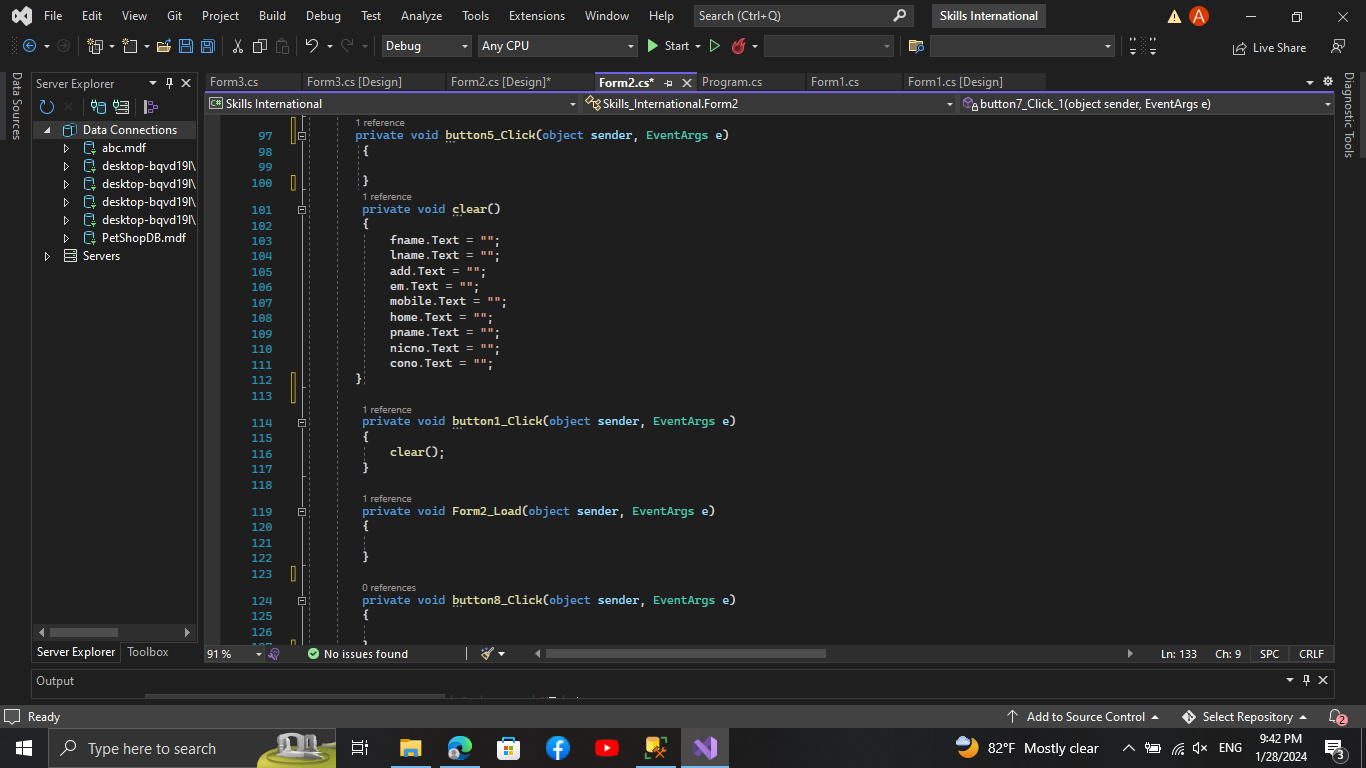 File Edit View Git Project Build Debug Test Analyze Tools Extensions Window Help Search (Ctrl+Q) Skills International A
Debug Any CPU Start Live Share
Data Sources
Server Explorer
Data Connections
abc.mdf
desktop-bqvd19l\
desktop-bqvd19l\
desktop-bqvd19l\
desktop-bqvd19l\
PetShopDB.mdf
Servers
Server Explorer Toolbox
Form3.cs Form3.cs [Design] Form2.cs [Design]* Form2.cs* Program.cs Form1.cs Form1.cs [Design]
C# Skills International Skills_International.Form2 button7_Click_1(object sender, EventArgs e)
Diagnostic Tools
1 reference
97 private void button5_Click(object sender, EventArgs e)
98 {
99
100 }
1 reference
101 private void clear()
102 {
103 fname.Text = "";
104 lname.Text = "";
105 add.Text = "";
106 em.Text = "";
107 mobile.Text = "";
108 home.Text = "";
109 pname.Text = "";
110 nicno.Text = "";
111 cono.Text = "";
112 }
113
1 reference
114 private void button1_Click(object sender, EventArgs e)
115 {
116 clear();
117 }
118
1 reference
119 private void Form2_Load(object sender, EventArgs e)
120 {
121
122 }
123
0 references
124 private void button8_Click(object sender, EventArgs e)
125 {
126
91 % No issues found Ln: 133 Ch: 9 SPC CRLF
Output
Ready Add to Source Control Select Repository 2
Type here to search 82°F Mostly clear ENG 9:42 PM
1/28/2024 3